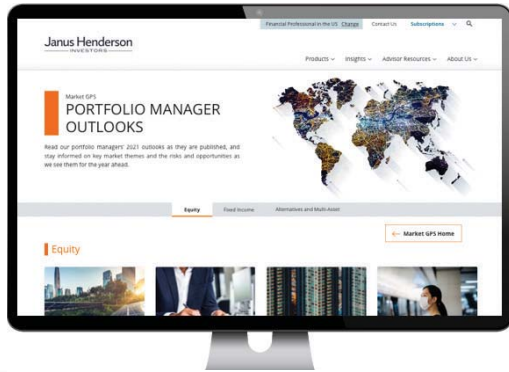 Financial Professional in the US Change Contact Us Subscriptions
Janus Henderson
INVESTORS
Products Insights Advisor Resources About Us
Market GPS
PORTFOLIO MANAGER
OUTLOOKS
Read our portfolio managers' 2021 outlooks as they are published, and
stay informed on key market themes and the risks and opportunities as
we see them for the year ahead.
Equity Fixed Income Alternatives and Multi-Asset
← Market GPS Home
Equity